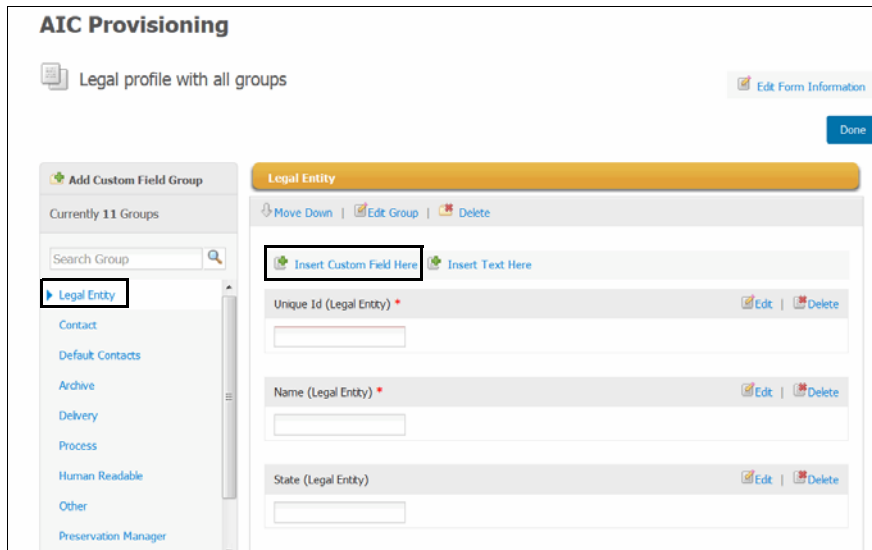 AIC Provisioning
Legal profile with all groups
Edit Form Information
Done
Add Custom Field Group
Currently 11 Groups
Search Group
Legal Entity
Contact
Default Contacts
Archive
Delivery
Process
Human Readable
Other
Preservation Manager
Legal Entity
Move Down | Edit Group | Delete
Insert Custom Field Here Insert Text Here
Unique Id (Legal Entity) * Edit | Delete
Name (Legal Entity) * Edit | Delete
State (Legal Entity) Edit | Delete